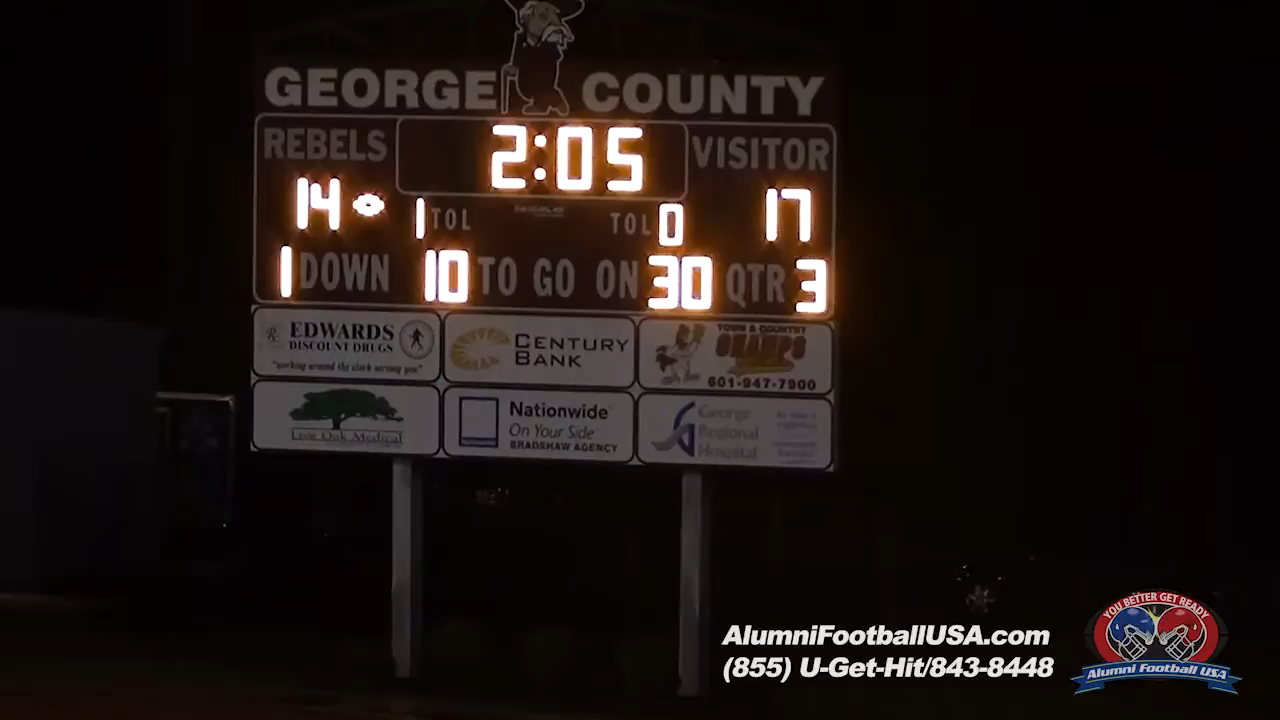 GEORGE COUNTY
REBELS 2:05 VISITOR
14 1 TOL TOL 0 17
1 DOWN 10 TO GO ON 30 QTR 3
EDWARDS
DISCOUNT DRUGS
"working around the clock serving you"
CENTURY
BANK
TOWN & COUNTRY
CHAMPS
601-947-7900
Live Oak Medical
Nationwide
On Your Side
BRADSHAW AGENCY
George
Regional
Hospital
AlumniFootballUSA.com
(855) U-Get-Hit/843-8448
YOU BETTER GET READY
Alumni Football USA